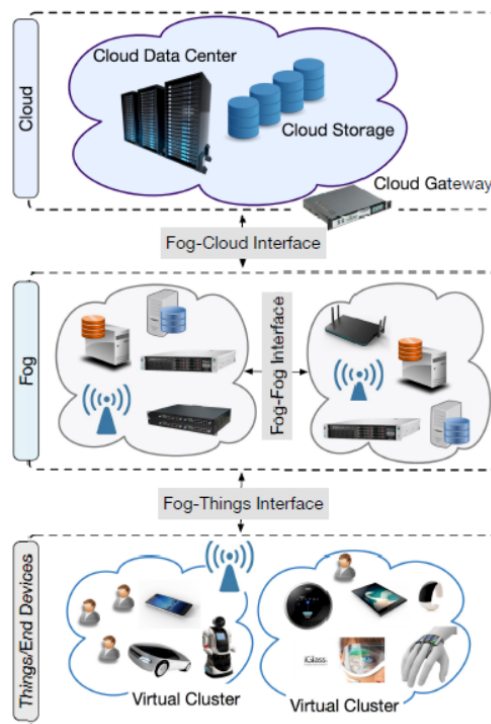 Cloud
Cloud Data Center
Cloud Storage
Cloud Gateway
Fog-Cloud Interface
Fog
Fog-Fog Interface
Fog-Things Interface
Things/End Devices
iGlass
Virtual Cluster
Virtual Cluster